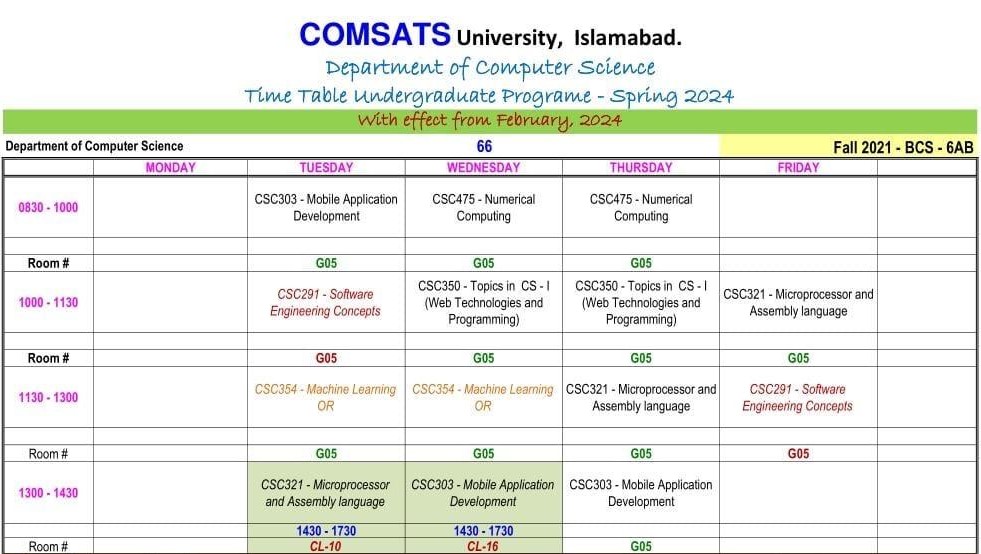 COMSATS University, Islamabad.
Department of Computer Science
Time Table Undergraduate Programe - Spring 2024
With effect from February, 2024
Department of Computer Science 66 Fall 2021 - BCS - 6AB
MONDAY TUESDAY WEDNESDAY THURSDAY FRIDAY
0830 - 1000
CSC303 - Mobile Application
Development
CSC475 - Numerical
Computing
CSC475 - Numerical
Computing
Room # G05 G05 G05
1000 - 1130
CSC291 - Software
Engineering Concepts
CSC350 - Topics in CS - I
(Web Technologies and
Programming)
CSC350 - Topics in CS - I
(Web Technologies and
Programming)
CSC321 - Microprocessor and
Assembly language
Room # G05 G05 G05 G05
1130 - 1300
CSC354 - Machine Learning
OR
CSC354 - Machine Learning
OR
CSC321 - Microprocessor and
Assembly language
CSC291 - Software
Engineering Concepts
Room # G05 G05 G05 G05
1300 - 1430
CSC321 - Microprocessor
and Assembly language
CSC303 - Mobile Application
Development
CSC303 - Mobile Application
Development
1430 - 1730 1430 - 1730
Room # CL-10 CL-16 G05